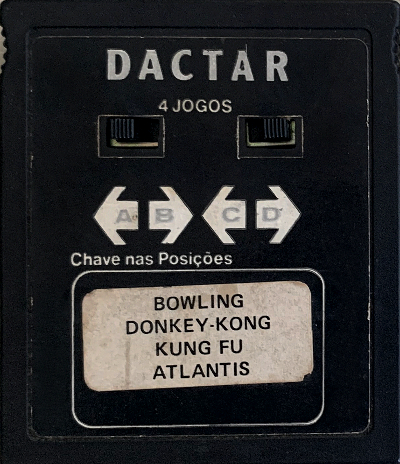 DACTAR
4 JOGOS
A B C D
Chave nas Posições
BOWLING
DONKEY-KONG
KUNG FU
ATLANTIS